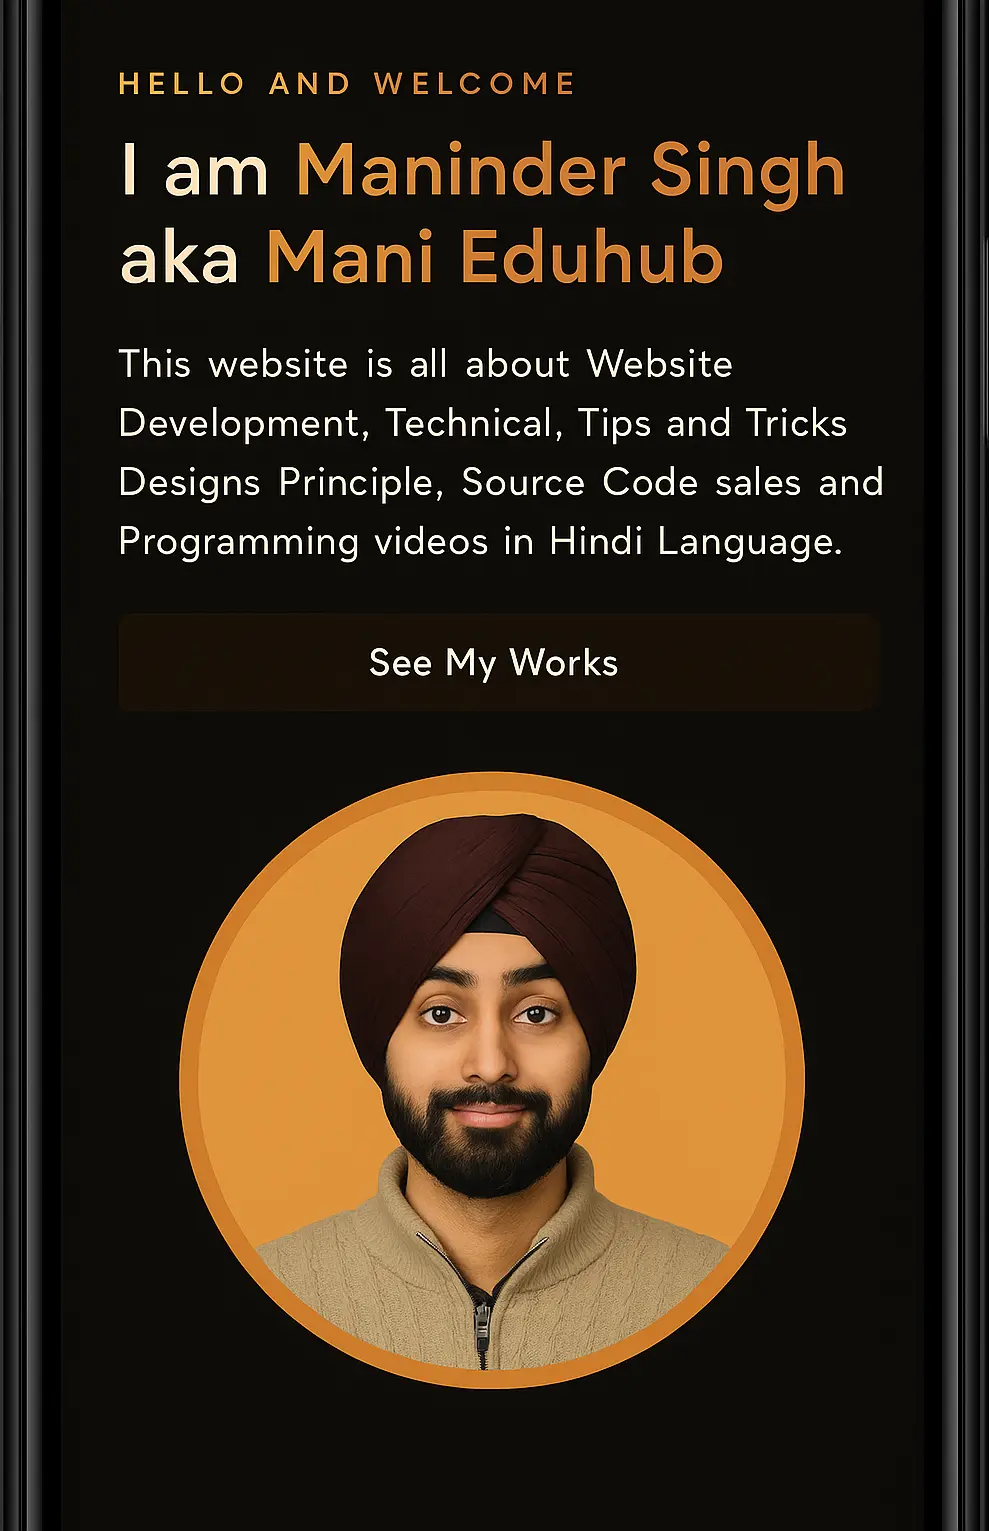 HELLO AND WELCOME
I am Maninder Singh
aka Mani Eduhub
This website is all about Website
Development, Technical, Tips and Tricks
Designs Principle, Source Code sales and
Programming videos in Hindi Language.
See My Works